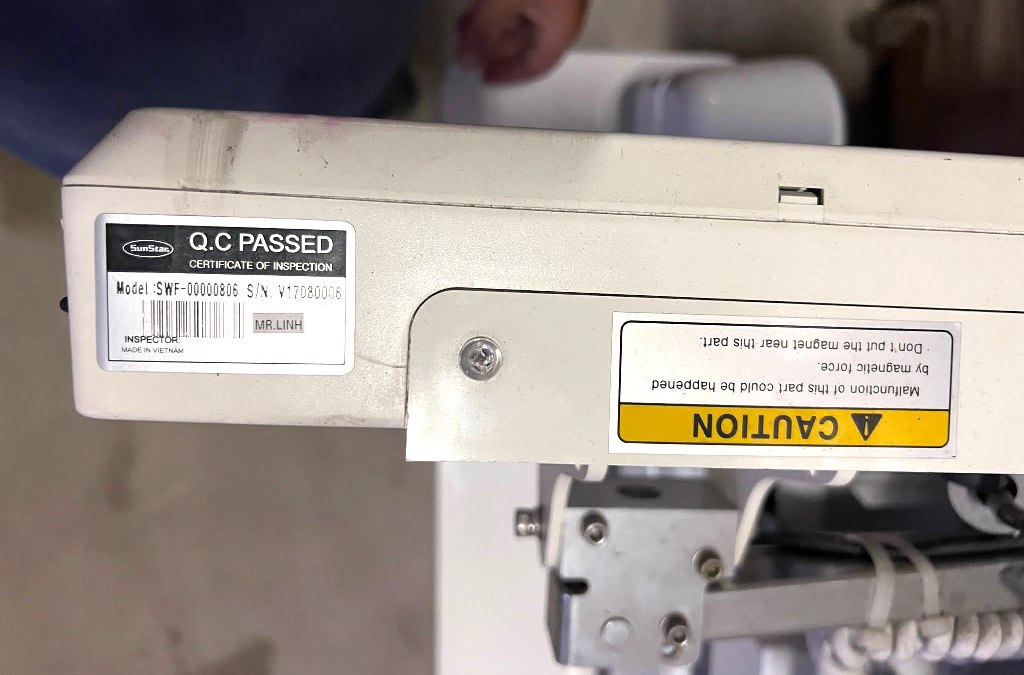 SunStar
Q.C PASSED
CERTIFICATE OF INSPECTION
Model :SWF-00000806 S/N. V17080006
MR.LINH
INSPECTOR:
MADE IN VIETNAM
CAUTION
Malfunction of this part could be happened
by magnetic force.
· Don't put the magnet near this part.